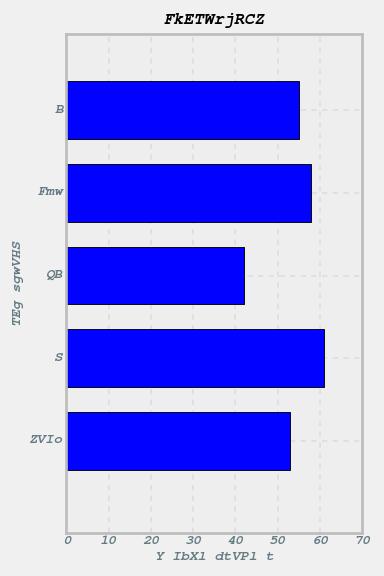 FkETWrjRCZ
B
Fmw
QB
S
ZVIo
TEg sgwVHS
0 10 20 30 40 50 60 70
Y IbXl dtVPl t